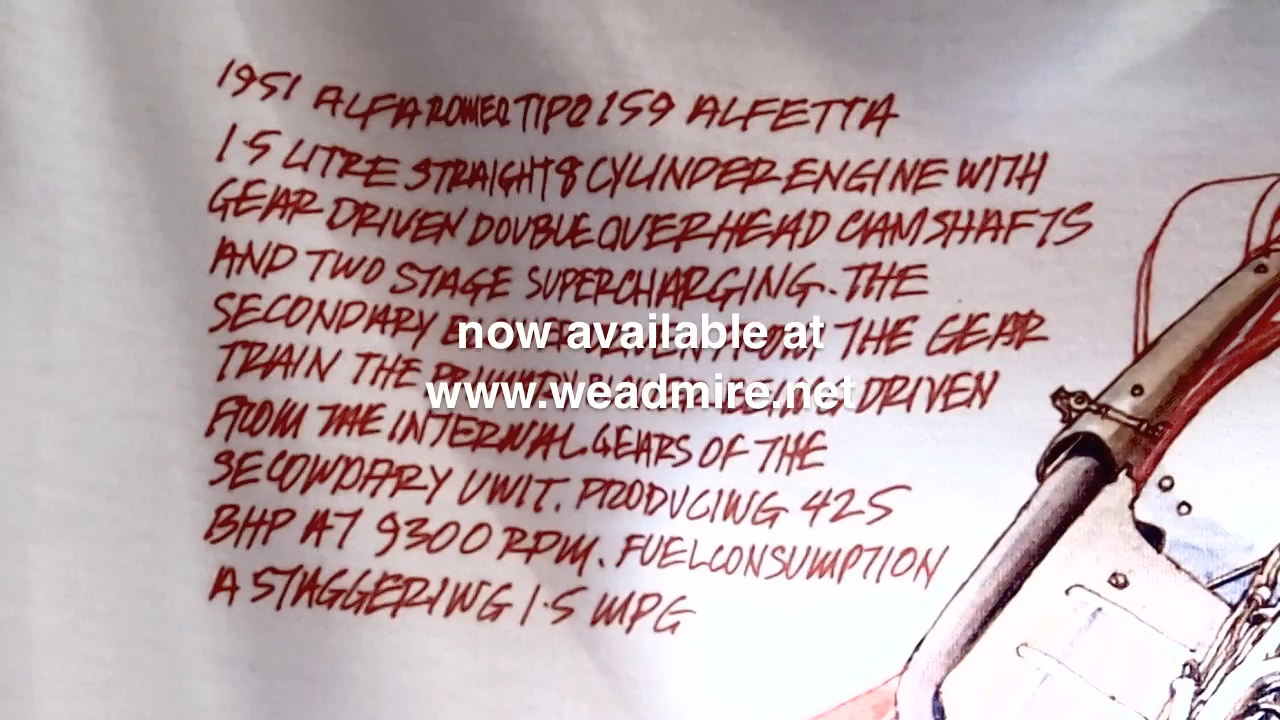 1951 ALFA ROMEO TIPO 159 ALFETTA
1.5 LITRE STRAIGHT 8 CYLINDER ENGINE WITH
GEAR DRIVEN DOUBLE OVERHEAD CAMSHAFTS
AND TWO STAGE SUPERCHARGING. THE
SECONDARY THE GEAR
TRAIN THE DRIVEN
FROM THE INTERNAL GEARS OF THE
SECONDARY UNIT. PRODUCING 425
BHP AT 9300 RPM. FUEL CONSUMPTION
A STAGGERING 1.5 MPG
now available at
www.weadmire.net